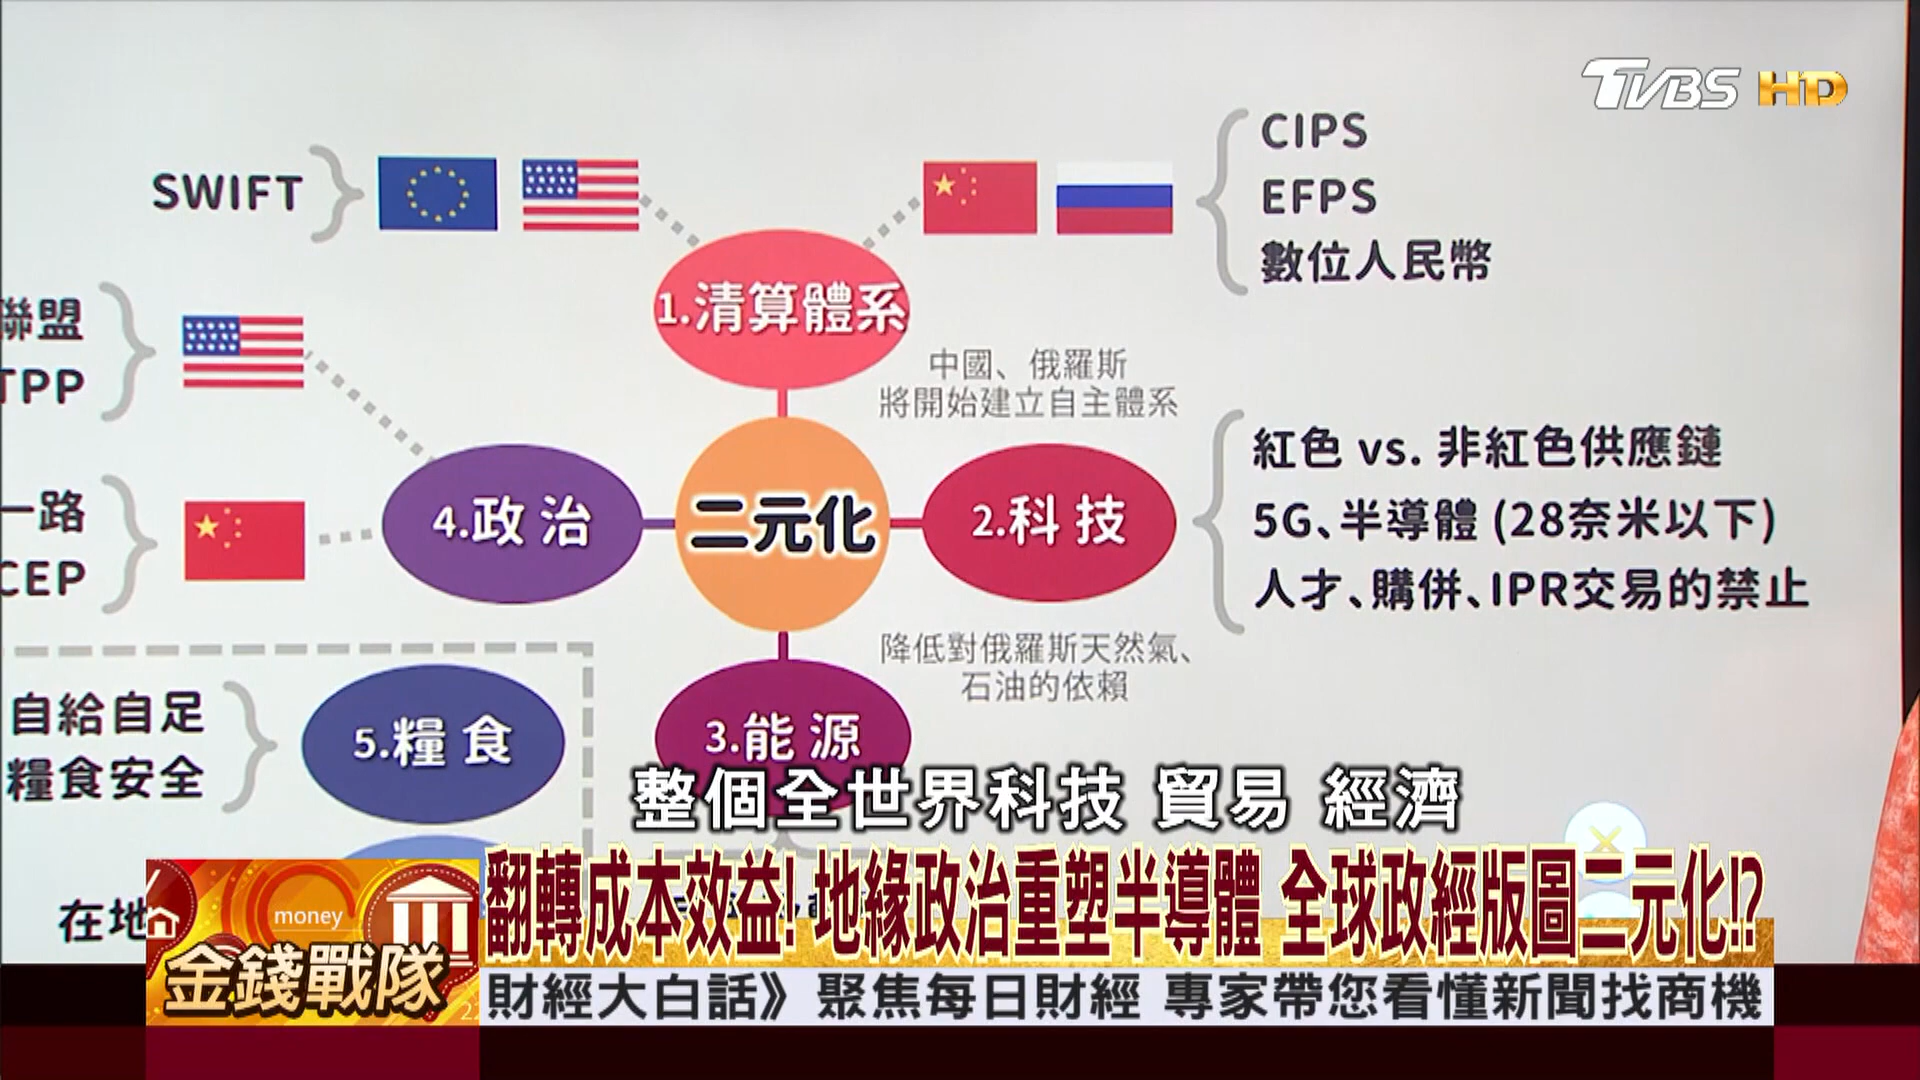 TVBS HD
SWIFT
CIPS
EFPS
數位人民幣
1.清算體系
中國、俄羅斯
將開始建立自主體系
聯盟
TPP
4.政治
二元化
2.科技
紅色 vs. 非紅色供應鏈
5G、半導體 (28奈米以下)
人才、購併、IPR交易的禁止
一路
CEP
降低對俄羅斯天然氣、
石油的依賴
自給自足
糧食安全
5.糧食
3.能源
整個全世界科技 貿易 經濟
在地
money
金錢戰隊
翻轉成本效益! 地緣政治重塑半導體 全球政經版圖二元化!?
財經大白話》聚焦每日財經 專家帶您看懂新聞找商機